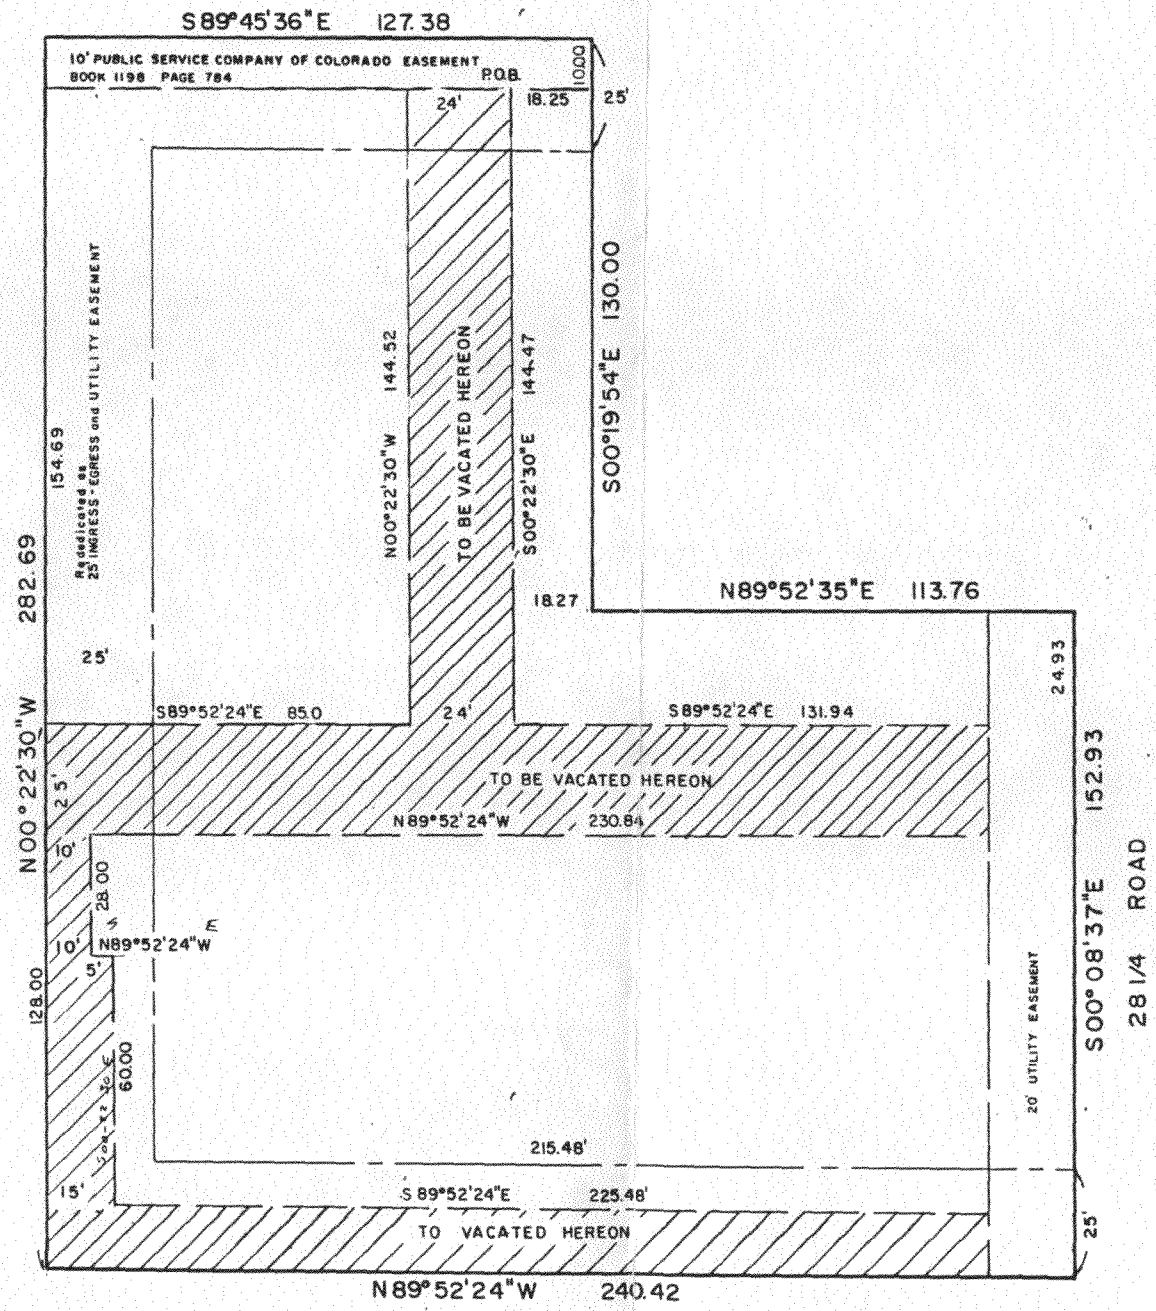 S89°45'36"E 127.38
10' PUBLIC SERVICE COMPANY OF COLORADO EASEMENT
BOOK 1198 PAGE 784
P.O.B.
10.00
24'
18.25
25'
S00°19'54"E 130.00
Rededicated as
25' INGRESS-EGRESS and UTILITY EASEMENT
154.69
N00°22'30"W 144.52
TO BE VACATED HEREON
S00°22'30"E 144.47
N00°22'30"W 282.69
18.27
N89°52'35"E 113.76
25'
24.93
S89°52'24"E 85.0
24'
S89°52'24"E 131.94
25'
TO BE VACATED HEREON
N89°52'24"W 230.84
S00°08'37"E 152.93
28 1/4 ROAD
10'
28.00
S E
10'
N89°52'24"W
5'
128.00
60.00
20' UTILITY EASEMENT
215.48'
15'
S89°52'24"E 225.48'
25'
TO VACATED HEREON
N89°52'24"W 240.42